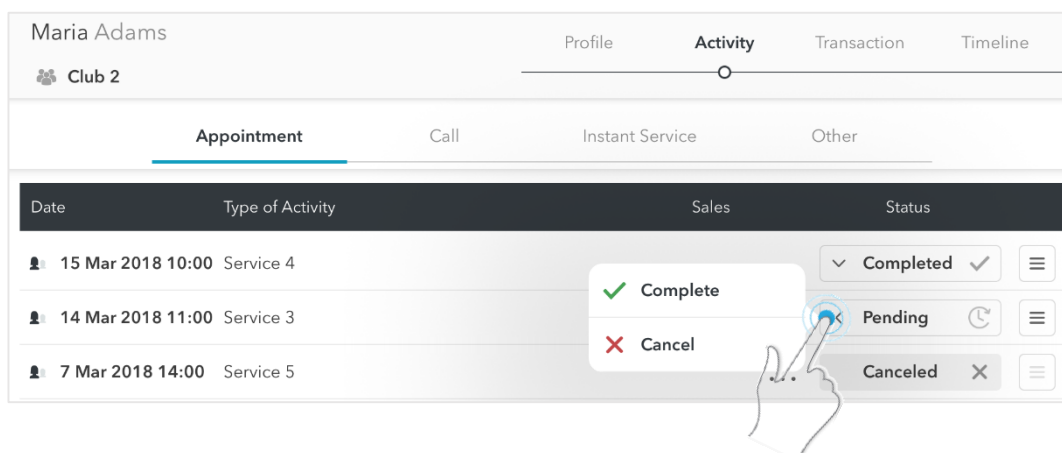 Maria Adams
Profile Activity Transaction Timeline
Club 2
Appointment Call Instant Service Other
Date Type of Activity Sales Status
15 Mar 2018 10:00 Service 4 Completed
Complete
14 Mar 2018 11:00 Service 3 Pending
Cancel
7 Mar 2018 14:00 Service 5 Canceled